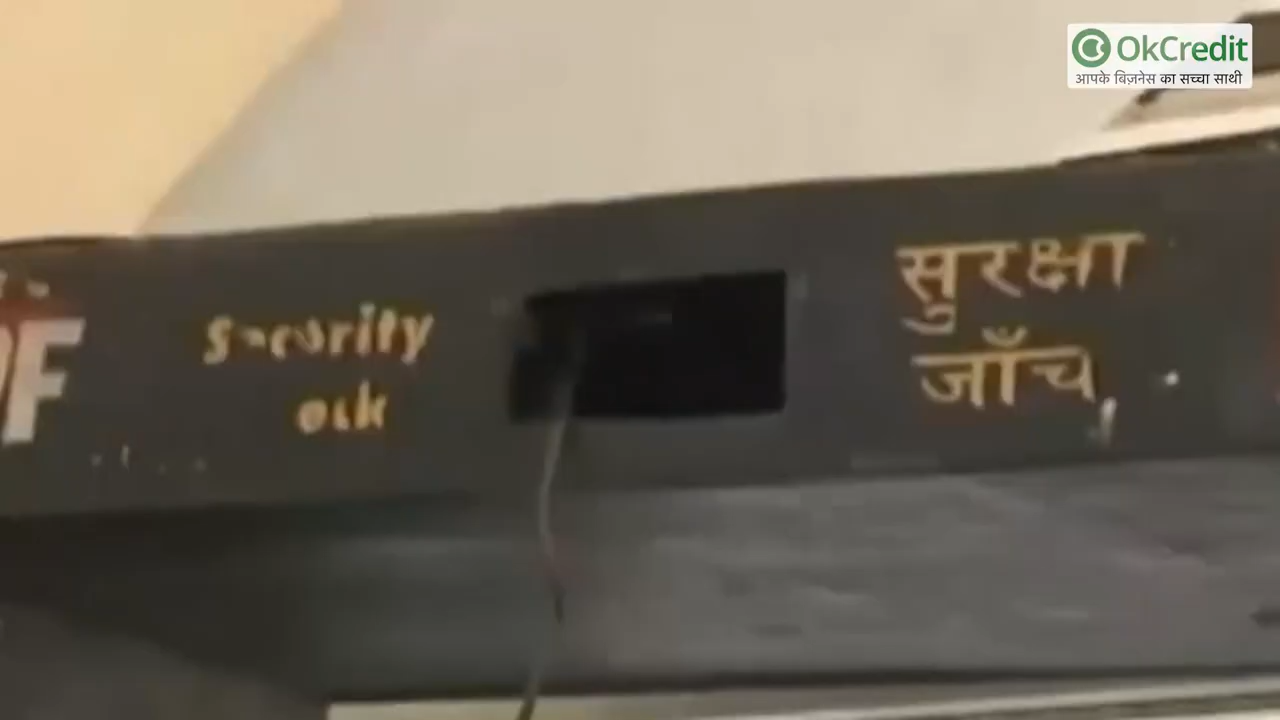 OkCredit
आपके बिज़नेस का सच्चा साथी
Security
सुरक्षा
जाँच